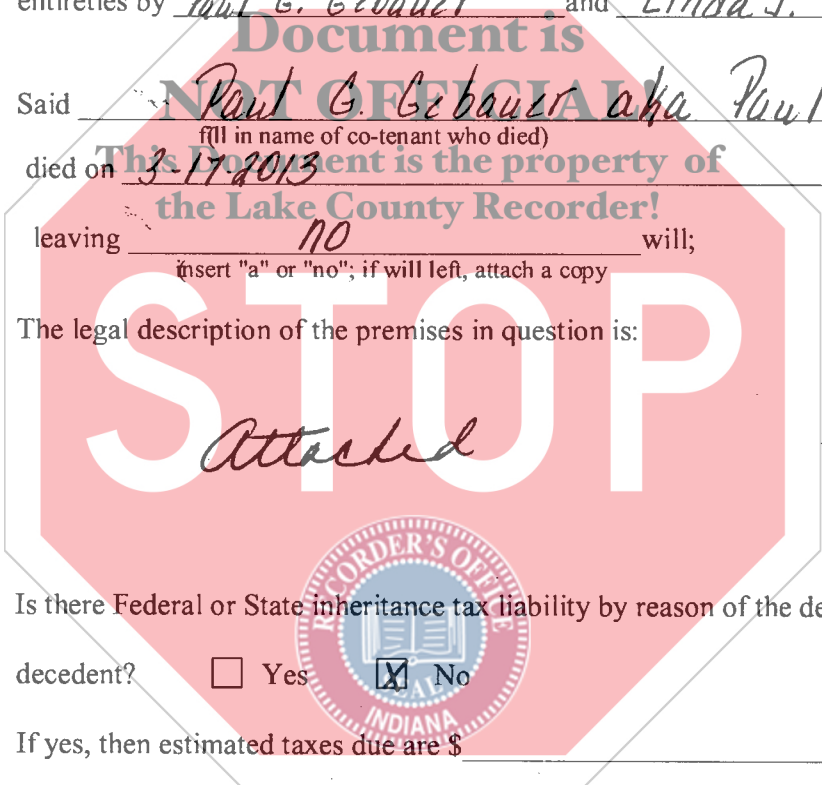 entireties by Paul G. Gebauer and Linda J.
Document is
NOT OFFICIAL!
Said Paul G. Gebauer aka Paul
(fill in name of co-tenant who died)
This Document is the property of
died on 3-17-2013
the Lake County Recorder!
leaving no will;
insert "a" or "no"; if will left, attach a copy
STOP
The legal description of the premises in question is:
Attached
RECORDER'S OFFICE
SEAL
INDIANA
Is there Federal or State inheritance tax liability by reason of the de
decedent? Yes X No
If yes, then estimated taxes due are $